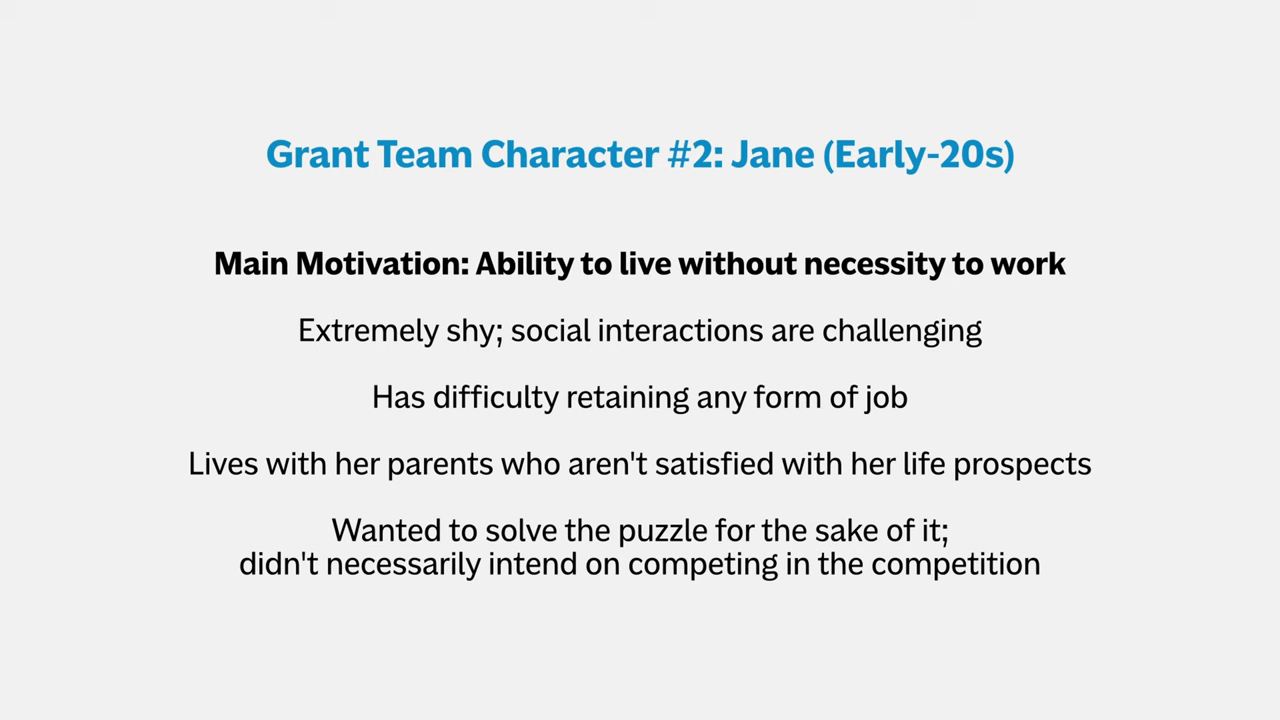 Grant Team Character #2: Jane (Early-20s)
Main Motivation: Ability to live without necessity to work
Extremely shy; social interactions are challenging
Has difficulty retaining any form of job
Lives with her parents who aren't satisfied with her life prospects
Wanted to solve the puzzle for the sake of it;
didn't necessarily intend on competing in the competition